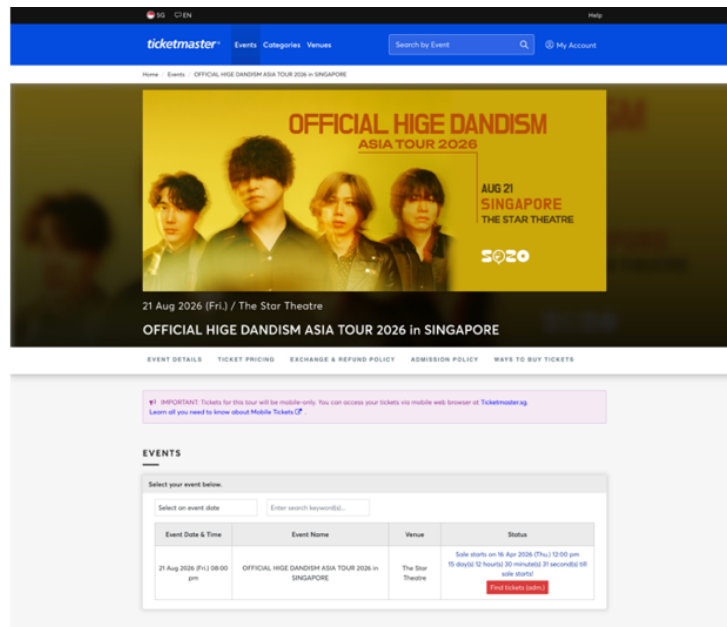 SG EN Help
ticketmaster Events Categories Venues Search by Event My Account
Home / Events / OFFICIAL HIGE DANDISM ASIA TOUR 2026 in SINGAPORE
OFFICIAL HIGE DANDISM
ASIA TOUR 2026
AUG 21
SINGAPORE
THE STAR THEATRE
SOZO
21 Aug 2026 (Fri.) / The Star Theatre
OFFICIAL HIGE DANDISM ASIA TOUR 2026 in SINGAPORE
EVENT DETAILS TICKET PRICING EXCHANGE & REFUND POLICY ADMISSION POLICY WAYS TO BUY TICKETS
IMPORTANT: Tickets for this tour will be mobile-only. You can access your tickets via mobile web browser at Ticketmaster.sg.
Learn all you need to know about Mobile Tickets .
EVENTS
Select your event below.
Select an event date Enter search keyword(s)...
Event Date & Time Event Name Venue Status
21 Aug 2026 (Fri.) 08:00 pm OFFICIAL HIGE DANDISM ASIA TOUR 2026 in SINGAPORE The Star Theatre Sale starts on 16 Apr 2026 (Thu.) 12:00 pm
15 day(s) 12 hour(s) 30 minute(s) 31 second(s) till
sale starts!
Find tickets (adm.)